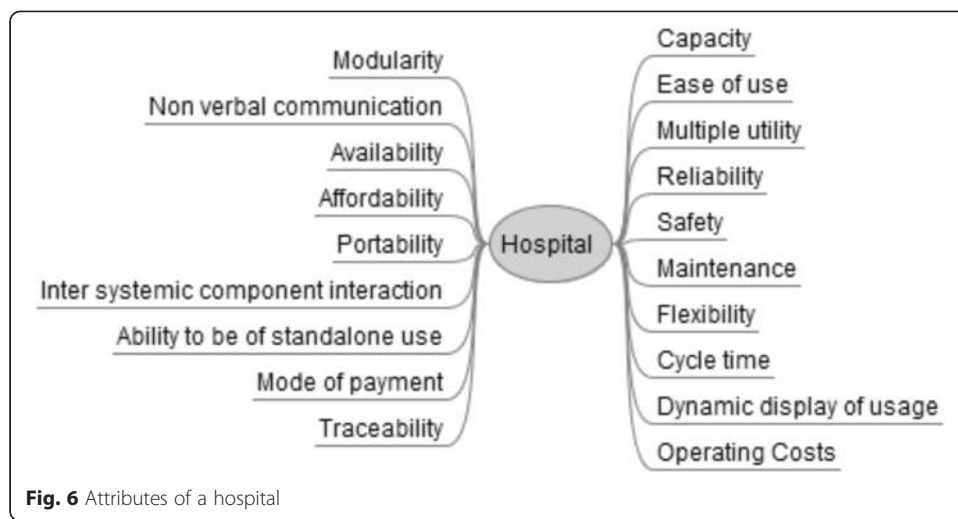 Modularity
Non verbal communication
Availability
Affordability
Portability
Inter systemic component interaction
Ability to be of standalone use
Mode of payment
Traceability
Hospital
Capacity
Ease of use
Multiple utility
Reliability
Safety
Maintenance
Flexibility
Cycle time
Dynamic display of usage
Operating Costs
Fig. 6 Attributes of a hospital